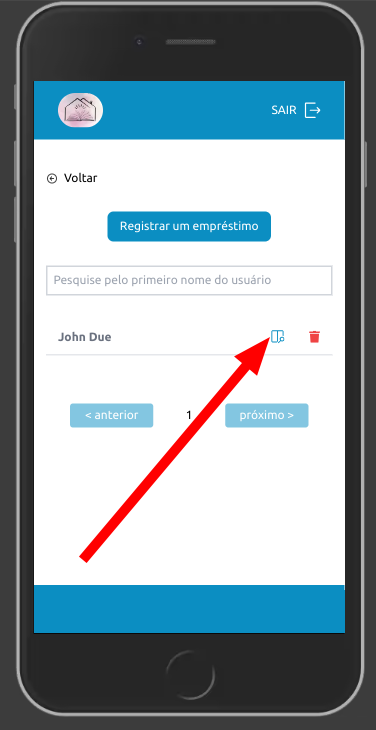 SAIR
Voltar
Registrar um empréstimo
Pesquise pelo primeiro nome do usuário
John Due
< anterior 1 próximo >